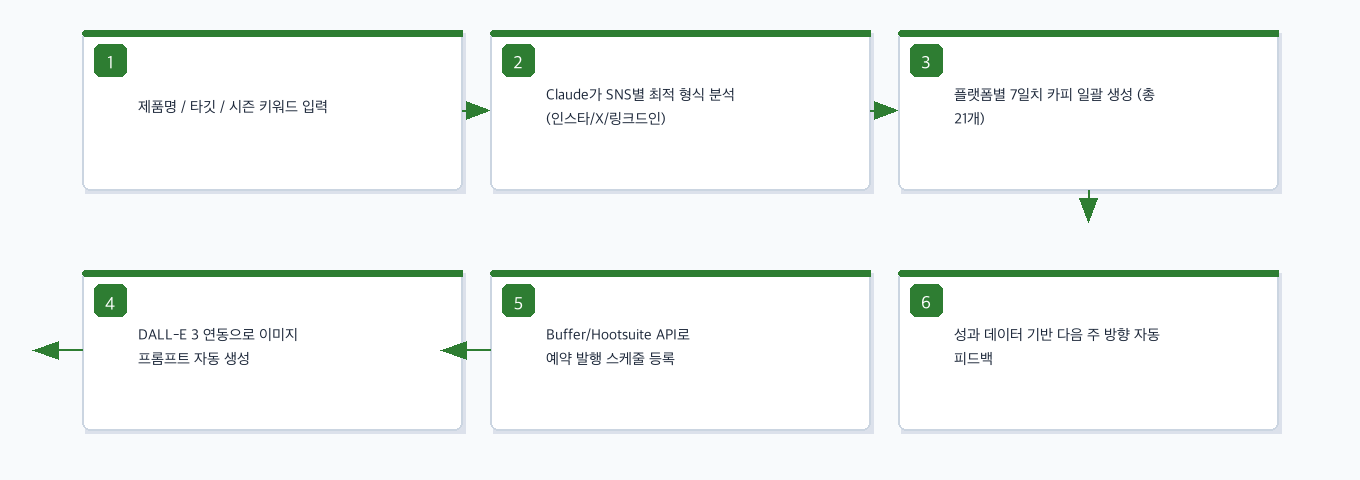 1
제품명 / 타깃 / 시즌 키워드 입력
2
Claude가 SNS별 최적 형식 분석
(인스타/X/링크드인)
3
플랫폼별 7일치 카피 일괄 생성 (총
21개)
4
DALL-E 3 연동으로 이미지
프롬프트 자동 생성
5
Buffer/Hootsuite API로
예약 발행 스케줄 등록
6
성과 데이터 기반 다음 주 방향 자동
피드백